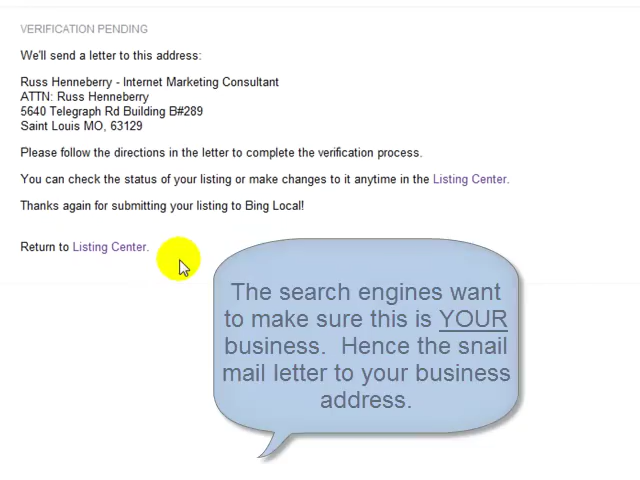 VERIFICATION PENDING
We'll send a letter to this address:
Russ Henneberry - Internet Marketing Consultant
ATTN: Russ Henneberry
5640 Telegraph Rd Building B#289
Saint Louis MO, 63129
Please follow the directions in the letter to complete the verification process.
You can check the status of your listing or make changes to it anytime in the Listing Center.
Thanks again for submitting your listing to Bing Local!
Return to Listing Center.
The search engines want
to make sure this is YOUR
business.  Hence the snail
mail letter to your business
address.